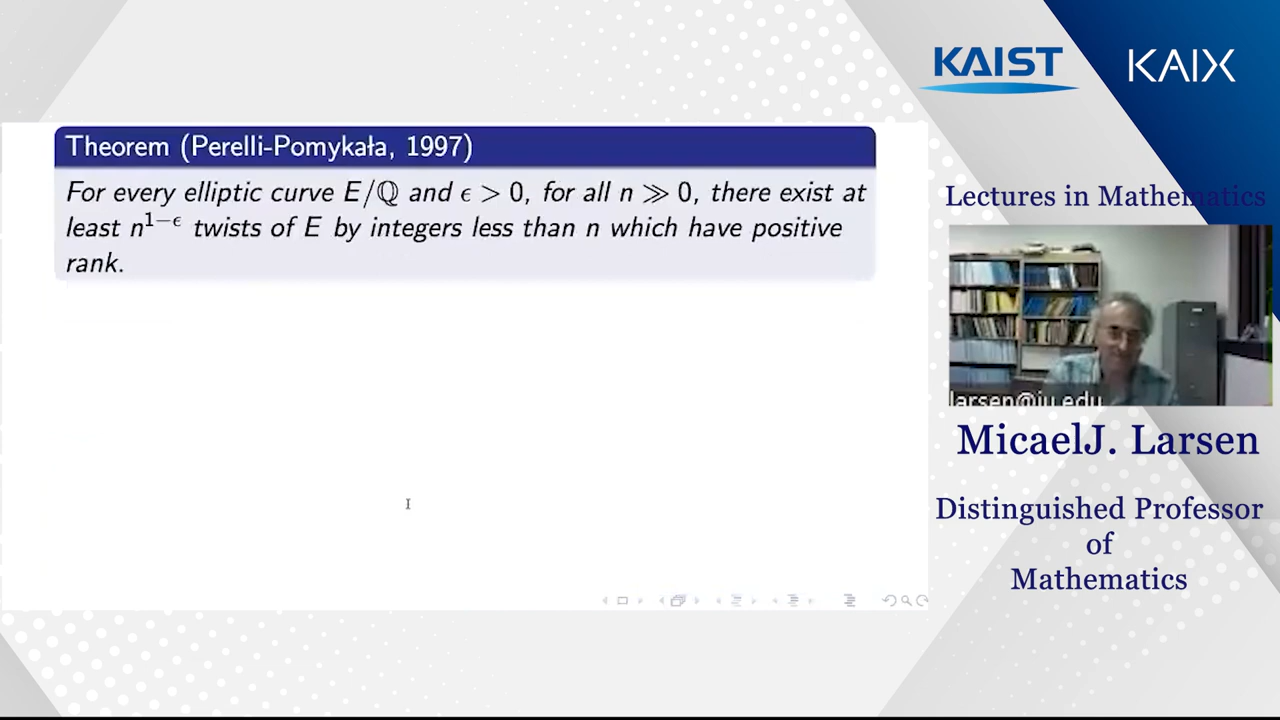 KAIST KAIX
Theorem (Perelli-Pomykała, 1997)
For every elliptic curve E/ℚ and ϵ > 0, for all n ≫ 0, there exist at
least n^{1−ϵ} twists of E by integers less than n which have positive
rank.
Lectures in Mathematics
larsen@iu.edu
MicaelJ. Larsen
Distinguished Professor
of
Mathematics